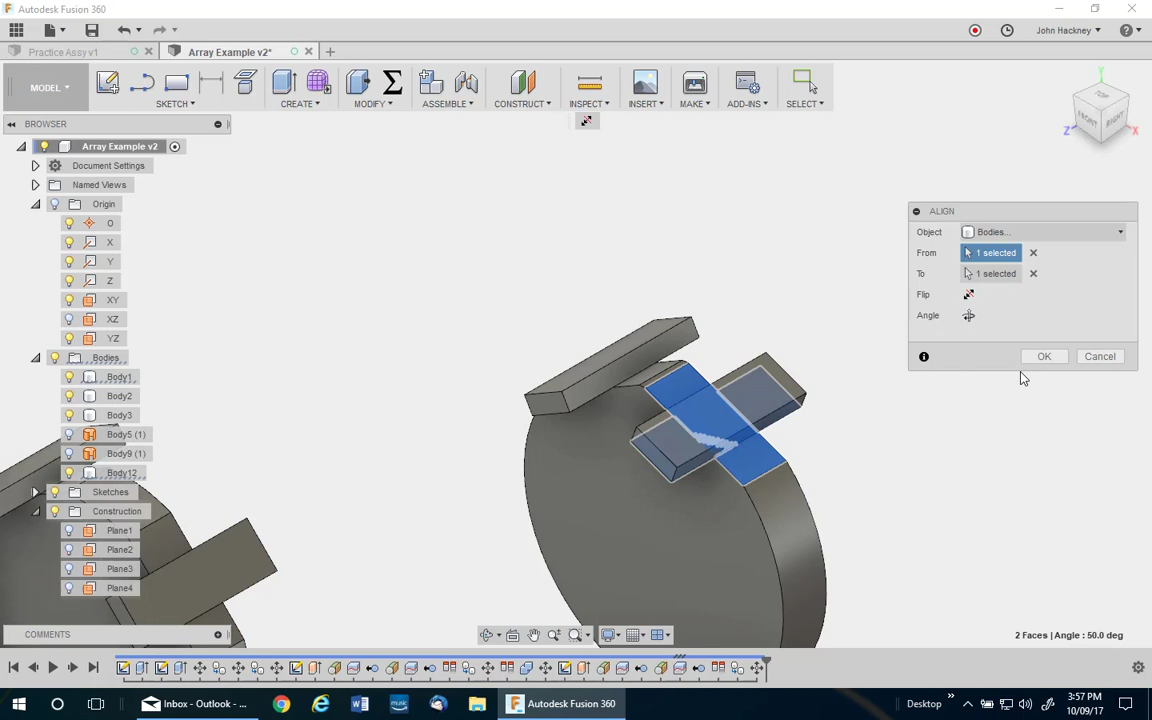 Autodesk Fusion 360
John Hackney
Practice Assy v1
Array Example v2*
MODEL
SKETCH
CREATE
MODIFY
ASSEMBLE
CONSTRUCT
INSPECT
INSERT
MAKE
ADD-INS
SELECT
BROWSER
Array Example v2
Document Settings
Named Views
Origin
O
X
Y
Z
XY
XZ
YZ
Bodies
Body1
Body2
Body3
Body5 (1)
Body9 (1)
Body12
Sketches
Construction
Plane1
Plane2
Plane3
Plane4
COMMENTS
Y
TOP
FRONT
RIGHT
Z
X
ALIGN
Object Bodies...
From 1 selected
To 1 selected
Flip
Angle
OK Cancel
2 Faces | Angle : 50.0 deg
Inbox - Outlook - ...
music
Autodesk Fusion 360
Desktop
3:57 PM
10/09/17